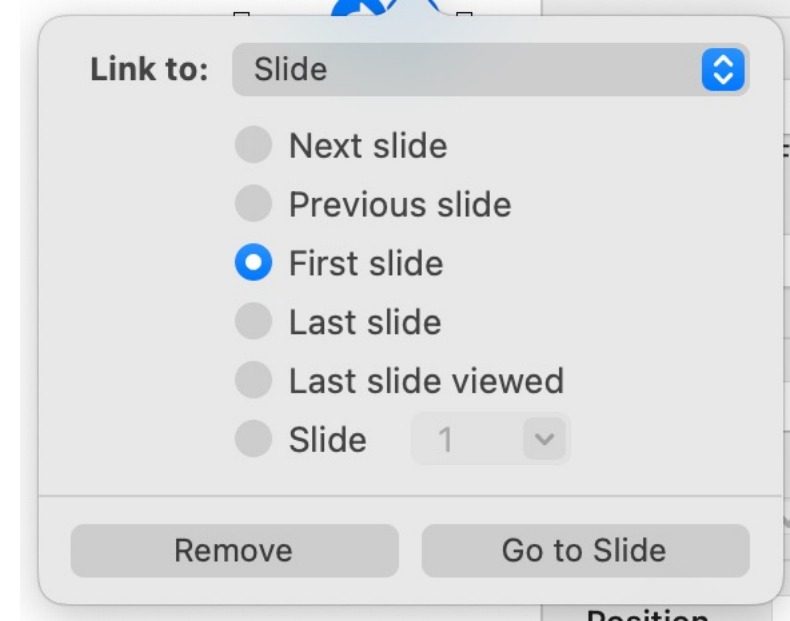 Link to: Slide
Next slide
Previous slide
First slide
Last slide
Last slide viewed
Slide 1
Remove Go to Slide
Position